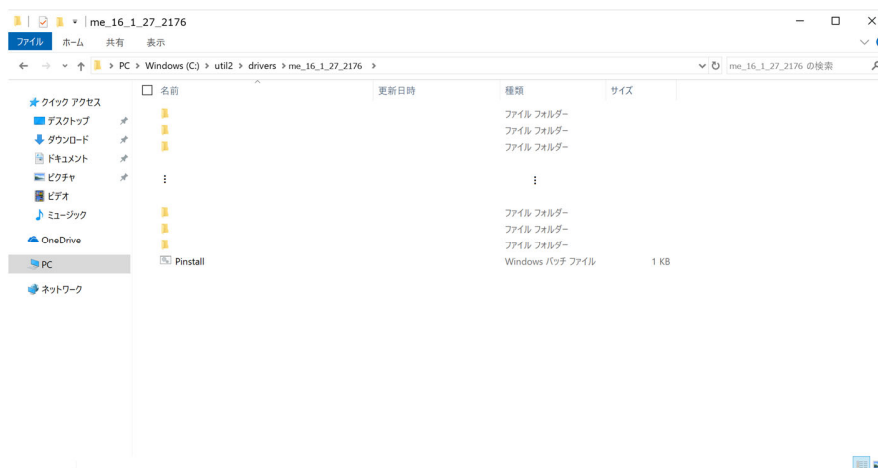 me_16_1_27_2176
ファイル ホーム 共有 表示
PC > Windows (C:) > util2 > drivers > me_16_1_27_2176 >
me_16_1_27_2176 の検索
名前 更新日時 種類 サイズ
クイック アクセス
デスクトップ
ダウンロード
ドキュメント
ピクチャ
ビデオ
ミュージック
OneDrive
PC
ネットワーク
ファイル フォルダー
ファイル フォルダー
ファイル フォルダー
⋮ ⋮
ファイル フォルダー
ファイル フォルダー
ファイル フォルダー
Pinstall Windows バッチ ファイル 1 KB